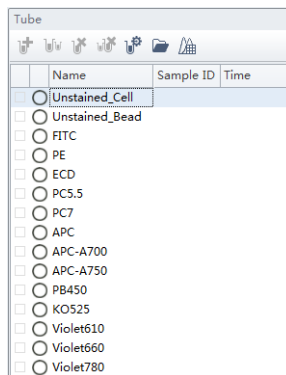 Tube
Name Sample ID Time
Unstained_Cell
Unstained_Bead
FITC
PE
ECD
PC5.5
PC7
APC
APC-A700
APC-A750
PB450
KO525
Violet610
Violet660
Violet780